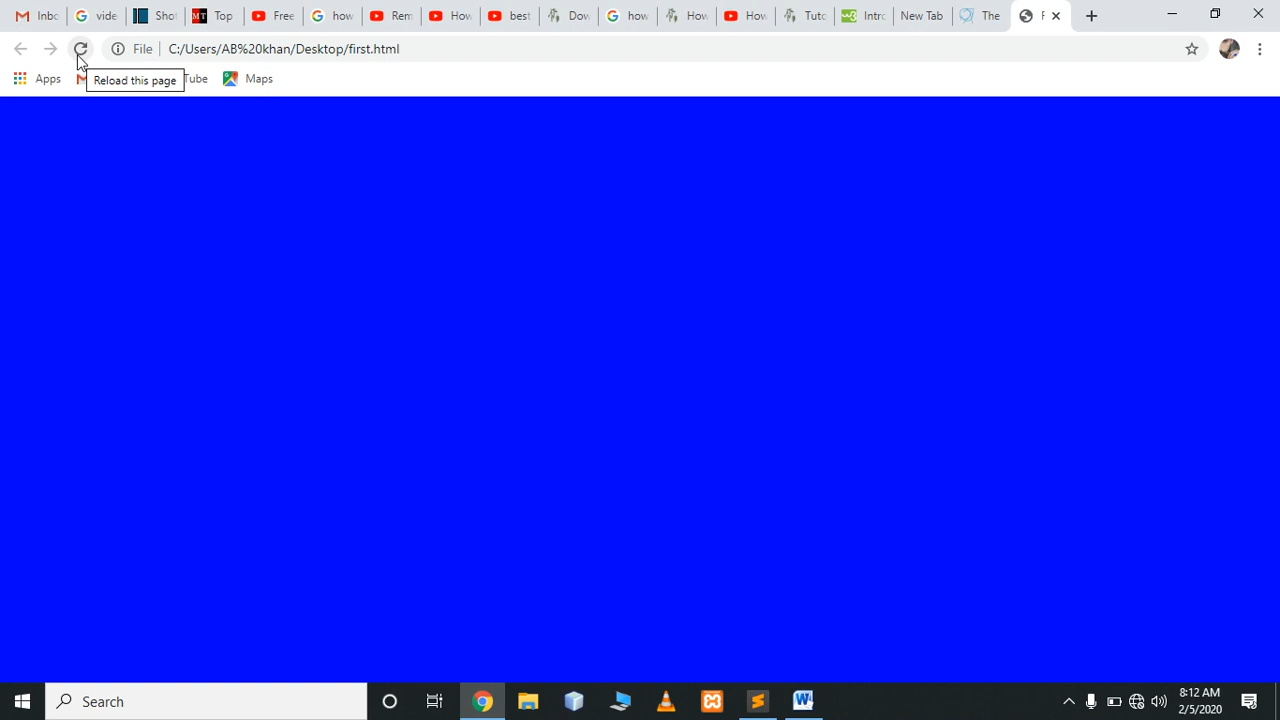 Inbo vide Shot MT Top Free how Rem How best Dow how How How Tuto w3 Intro New Tab The F
File C:/Users/AB%20khan/Desktop/first.html
Apps Tube Maps
Reload this page
Search
8:12 AM
2/5/2020